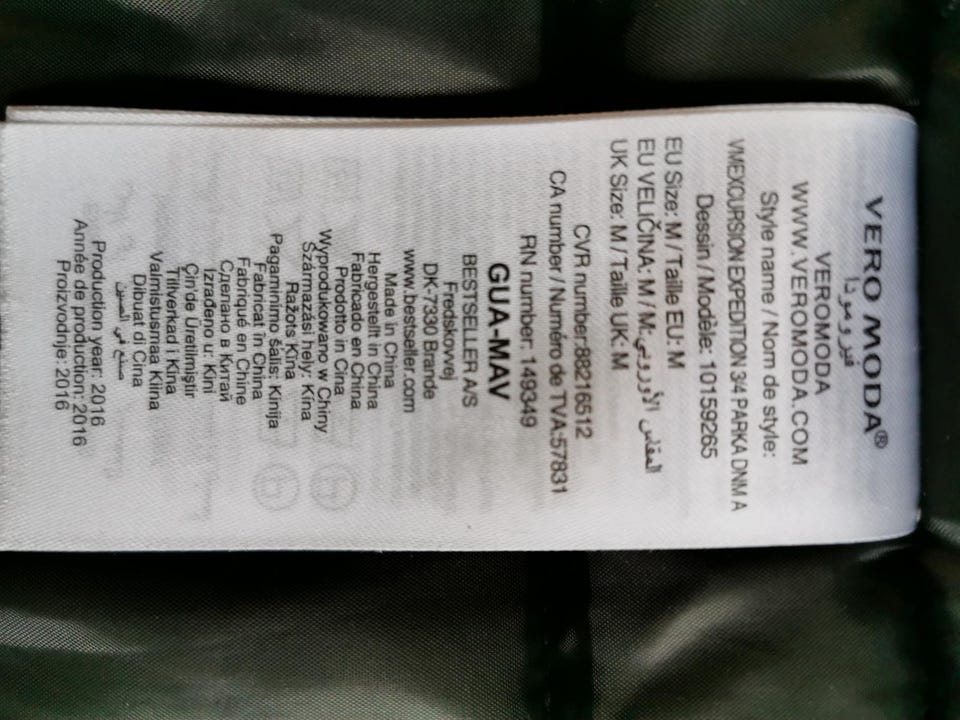 VERO MODA®
فيرو مودا
VEROMODA
WWW.VEROMODA.COM
Style name / Nom de style:
VMEXCURSION EXPEDITION 3/4 PARKA DNM A
Dessin / Modèle: 10159265
EU Size: M / Taille EU: M
EU VELIČINA: M / M: المقاس الأوروبي
UK Size: M / Taille UK: M
CVR number:88216512
CA number / Numéro de TVA:57831
RN number: 149349
GUA-MAV
BESTSELLER A/S
Fredskovvej
DK-7330 Brande
www.bestseller.com
Made in China
Hergestellt in China
Fabricado en China
Prodotto in Cina
Wyprodukowano w Chiny
Származási hely: Kína
Ražots: Ķīna
Pagaminimo šalis: Kinija
Fabricat în China
Fabriqué en Chine
Сделано в Китай
Izrađeno u: Kini
Çin'de Üretilmiştir
Tillverkad i Kina
Valmistusmaa Kiina
Dibuat di Cina
صنع في الصين
Production year: 2016
Année de production: 2016
Proizvodnje: 2016